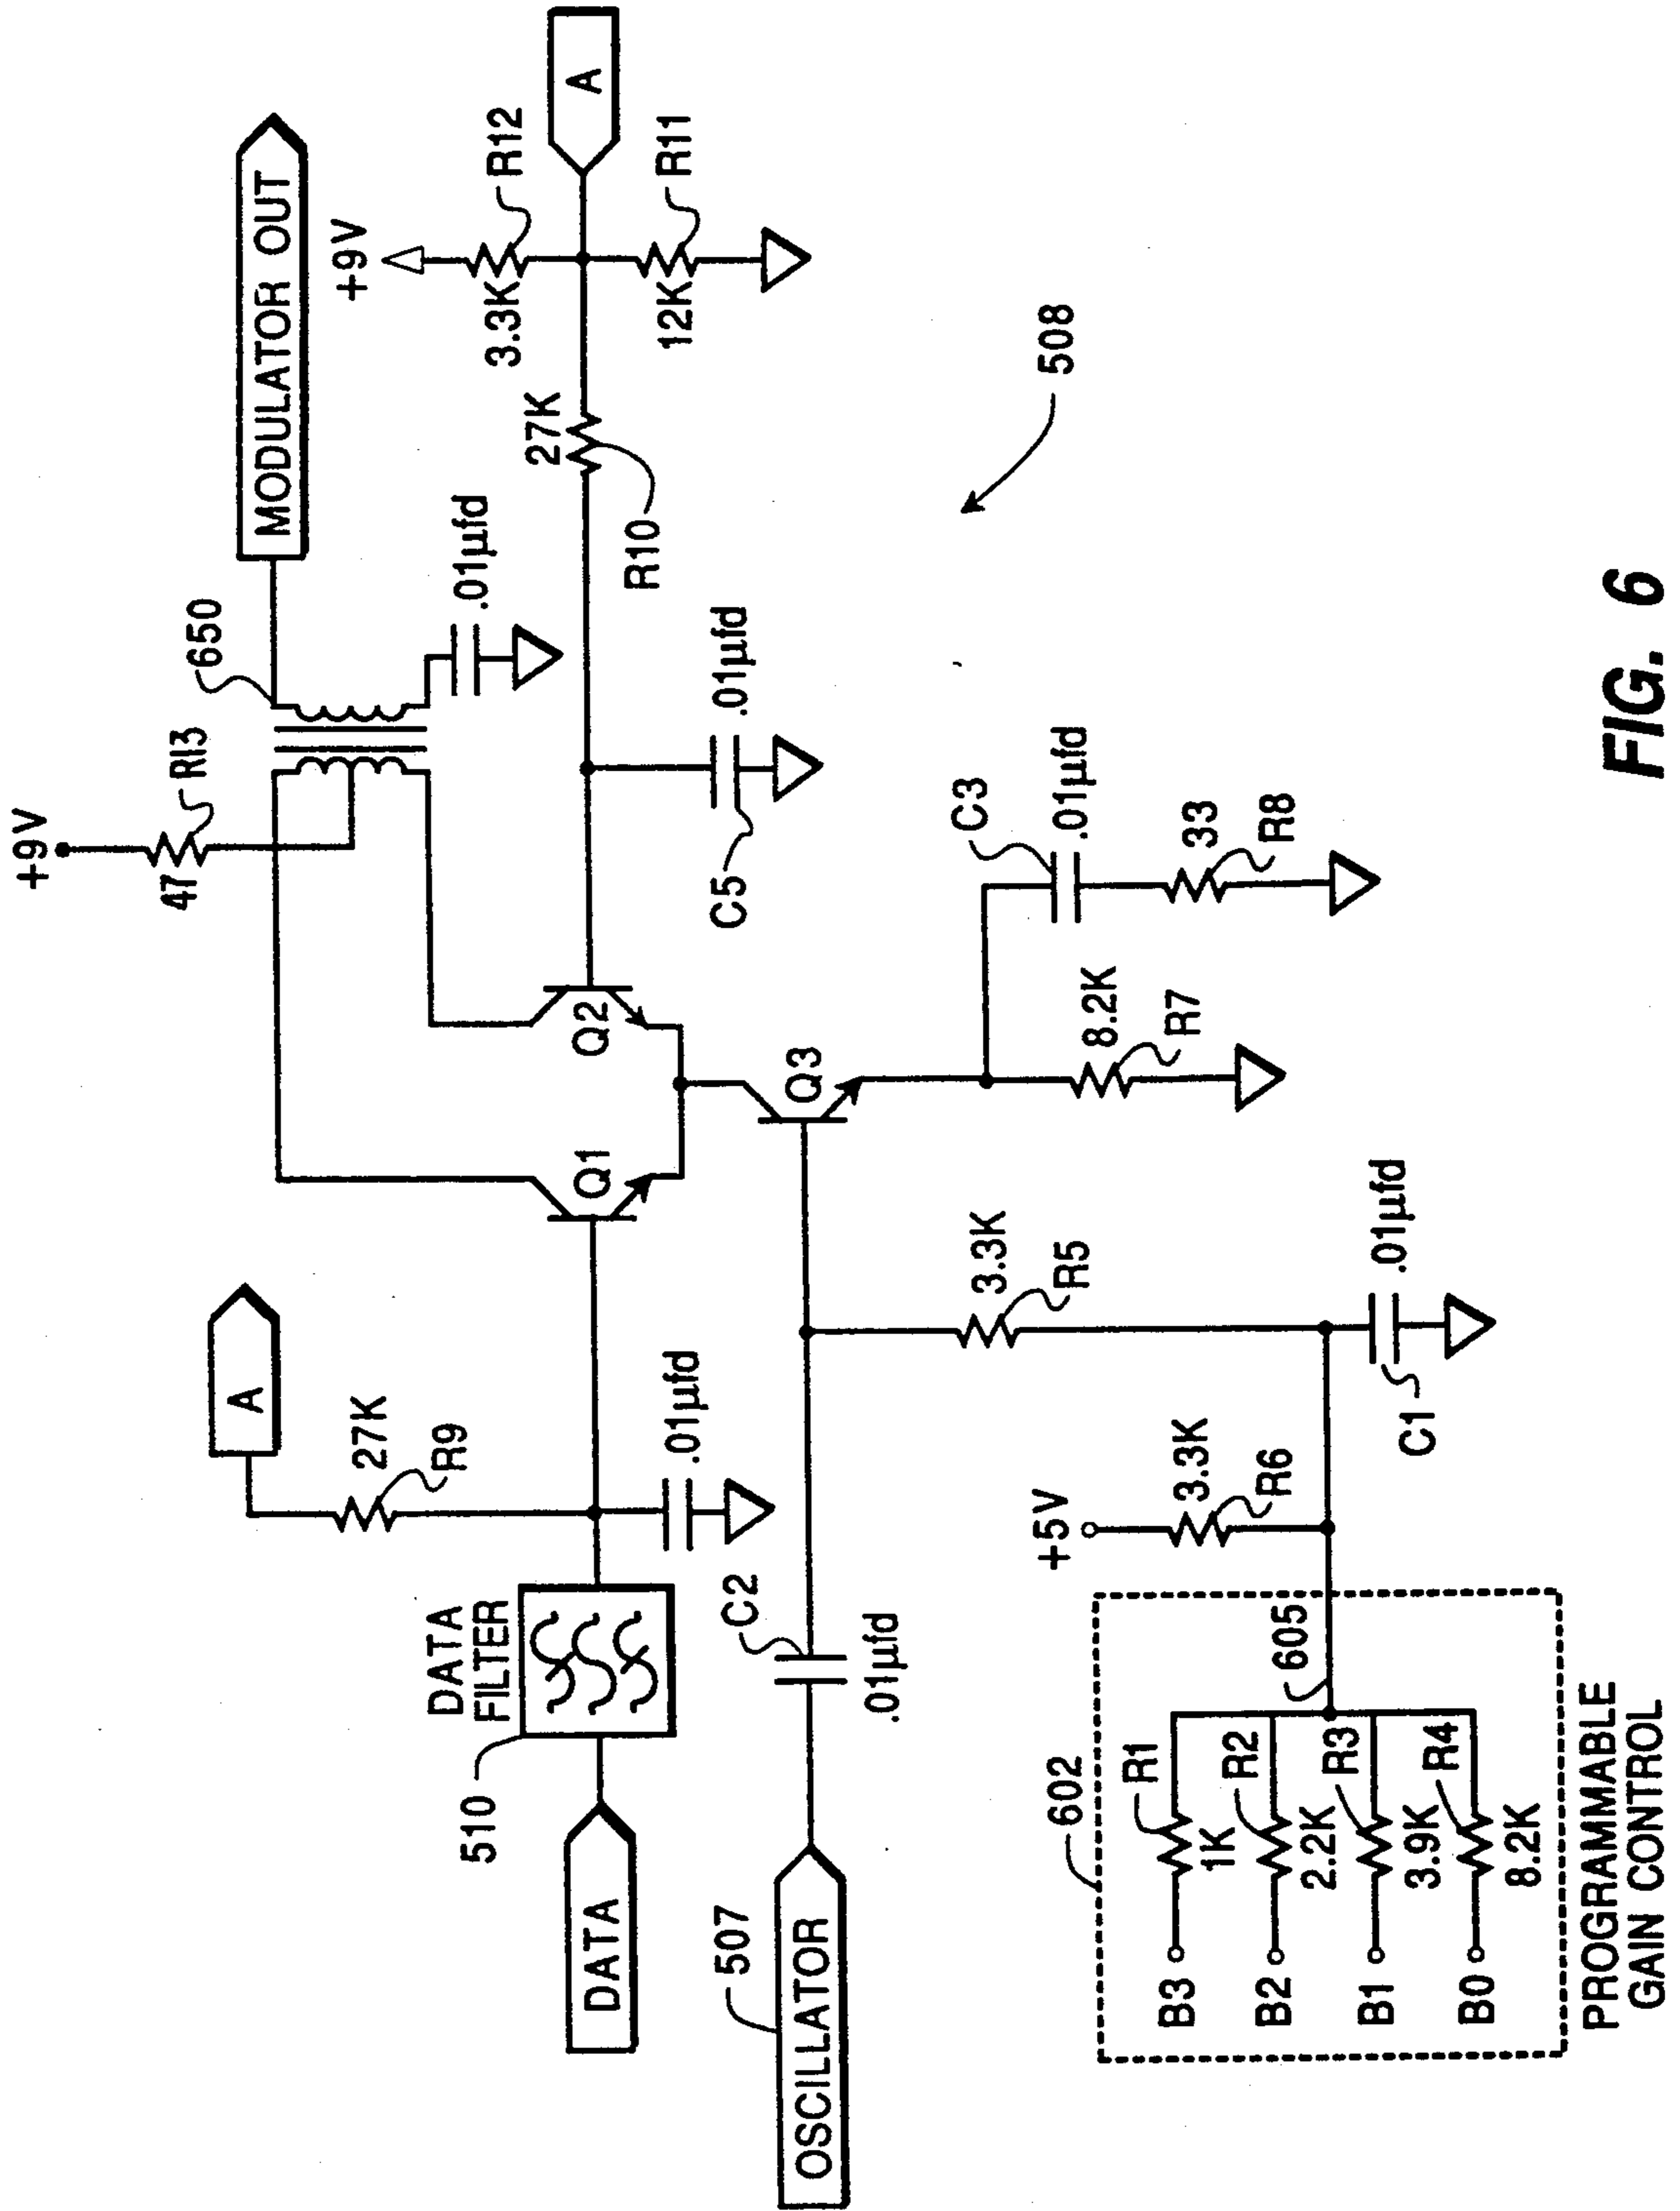 +9V
47
R13
650
MODULATOR OUT
.01µfd
+9V
3.3K
R12
A
12K
R11
27K
R10
A
27K
R9
DATA
FILTER
510
DATA
.01µfd
Q1
Q2
C5
.01µfd
507
OSCILLATOR
C2
.01µfd
Q3
C3
.01µfd
33
R8
8.2K
R7
3.3K
R5
+5V
3.3K
R6
C1
.01µfd
508
602
605
B3
R1
1K
B2
R2
2.2K
B1
R3
3.9K
B0
R4
8.2K
PROGRAMMABLE
GAIN CONTROL
FIG. 6